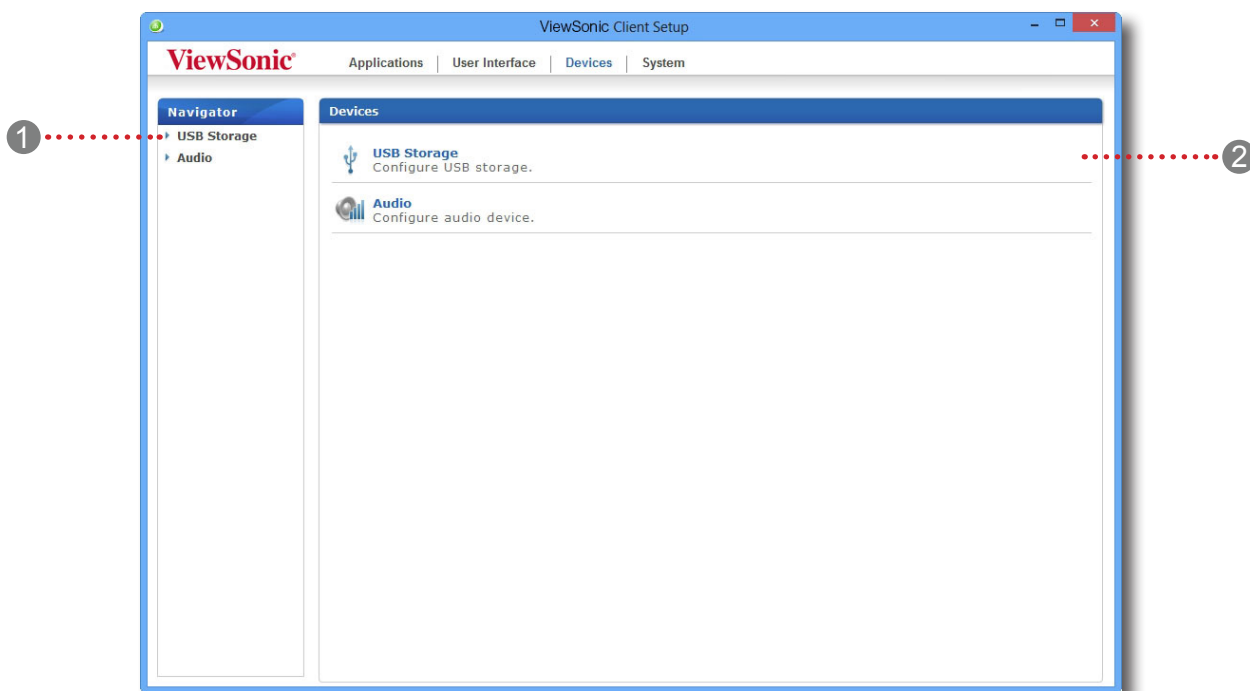 ViewSonic Client Setup
ViewSonic®
Applications | User Interface | Devices | System
Navigator
USB Storage
Audio
Devices
USB Storage
Configure USB storage.
Audio
Configure audio device.
1
2